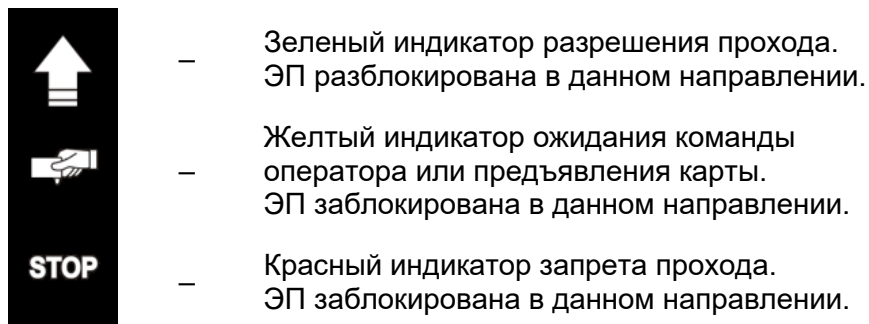 – Зеленый индикатор разрешения прохода.
ЭП разблокирована в данном направлении.
Желтый индикатор ожидания команды
– оператора или предъявления карты.
ЭП заблокирована в данном направлении.
STOP – Красный индикатор запрета прохода.
ЭП заблокирована в данном направлении.